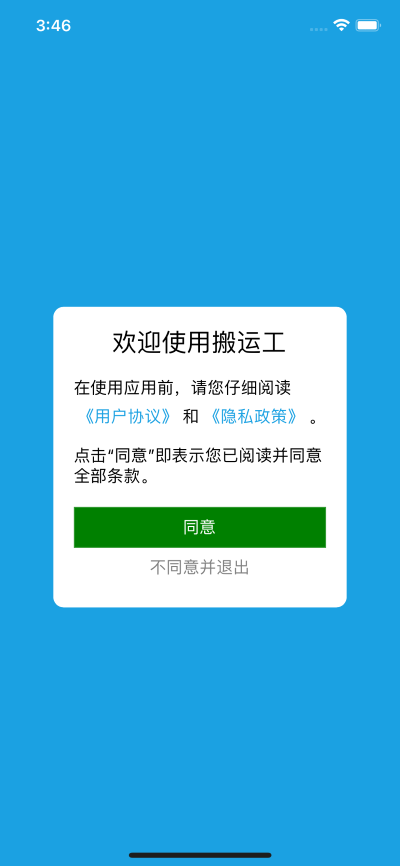 3:46
欢迎使用搬运工
在使用应用前，请您仔细阅读
《用户协议》 和 《隐私政策》 。
点击“同意”即表示您已阅读并同意
全部条款。
同意
不同意并退出